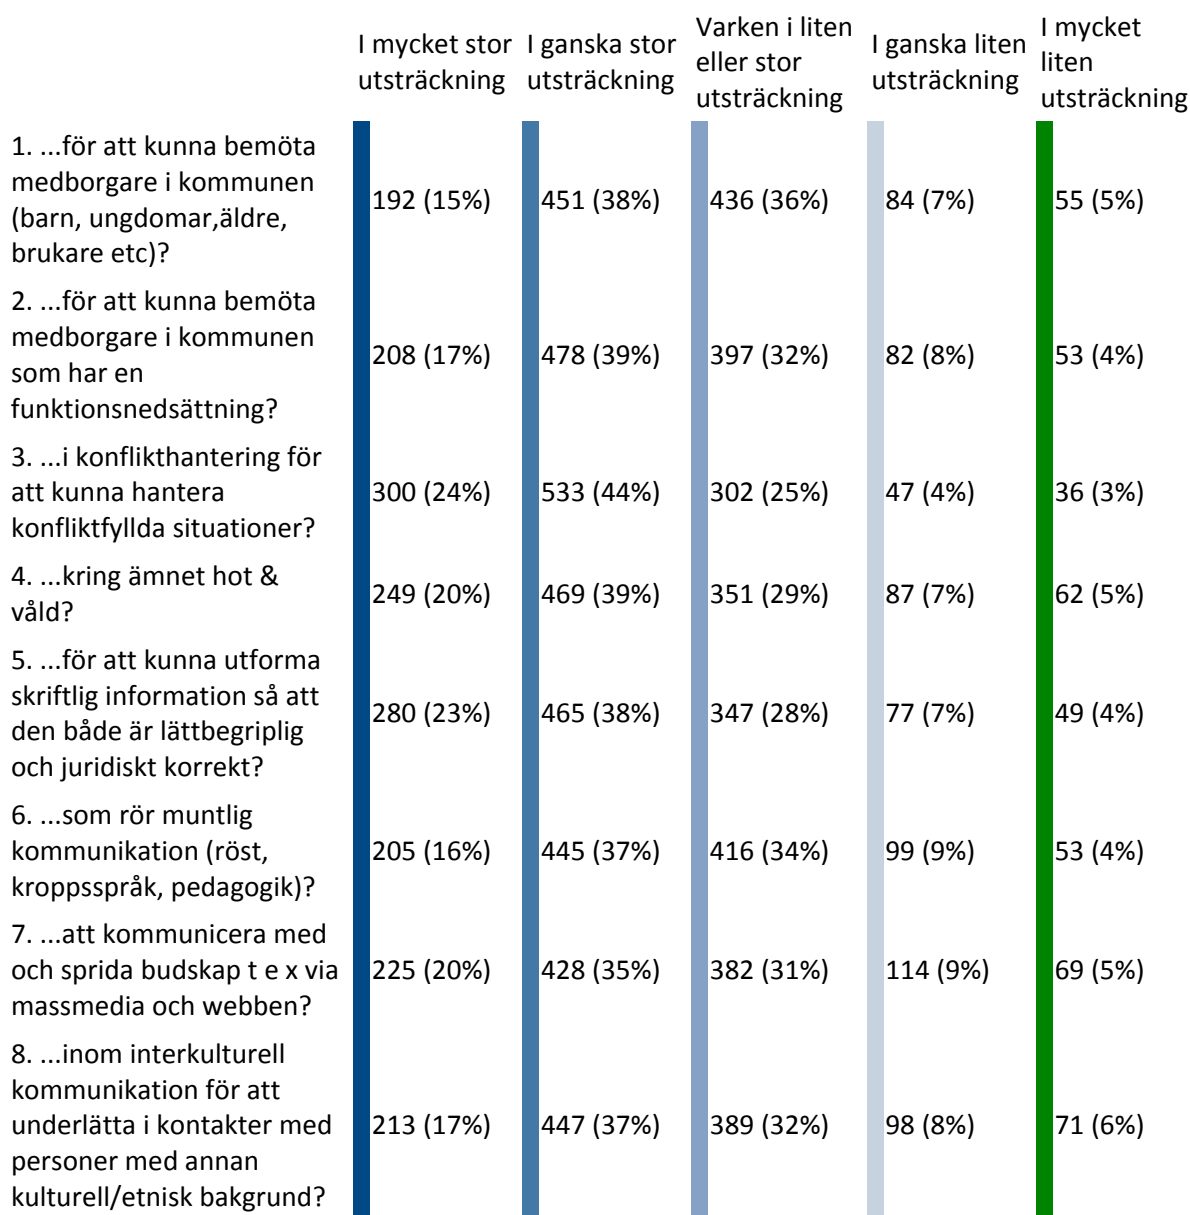 I mycket stor utsträckning
I ganska stor utsträckning
Varken i liten eller stor utsträckning
I ganska liten utsträckning
I mycket liten utsträckning
1. ...för att kunna bemöta
medborgare i kommunen
(barn, ungdomar,äldre,
brukare etc)?
192 (15%) 451 (38%) 436 (36%) 84 (7%) 55 (5%)
2. ...för att kunna bemöta
medborgare i kommunen
som har en
funktionsnedsättning?
208 (17%) 478 (39%) 397 (32%) 82 (8%) 53 (4%)
3. ...i konflikthantering för
att kunna hantera
konfliktfyllda situationer?
300 (24%) 533 (44%) 302 (25%) 47 (4%) 36 (3%)
4. ...kring ämnet hot &
våld?
249 (20%) 469 (39%) 351 (29%) 87 (7%) 62 (5%)
5. ...för att kunna utforma
skriftlig information så att
den både är lättbegriplig
och juridiskt korrekt?
280 (23%) 465 (38%) 347 (28%) 77 (7%) 49 (4%)
6. ...som rör muntlig
kommunikation (röst,
kroppsspråk, pedagogik)?
205 (16%) 445 (37%) 416 (34%) 99 (9%) 53 (4%)
7. ...att kommunicera med
och sprida budskap t e x via
massmedia och webben?
225 (20%) 428 (35%) 382 (31%) 114 (9%) 69 (5%)
8. ...inom interkulturell
kommunikation för att
underlätta i kontakter med
personer med annan
kulturell/etnisk bakgrund?
213 (17%) 447 (37%) 389 (32%) 98 (8%) 71 (6%)